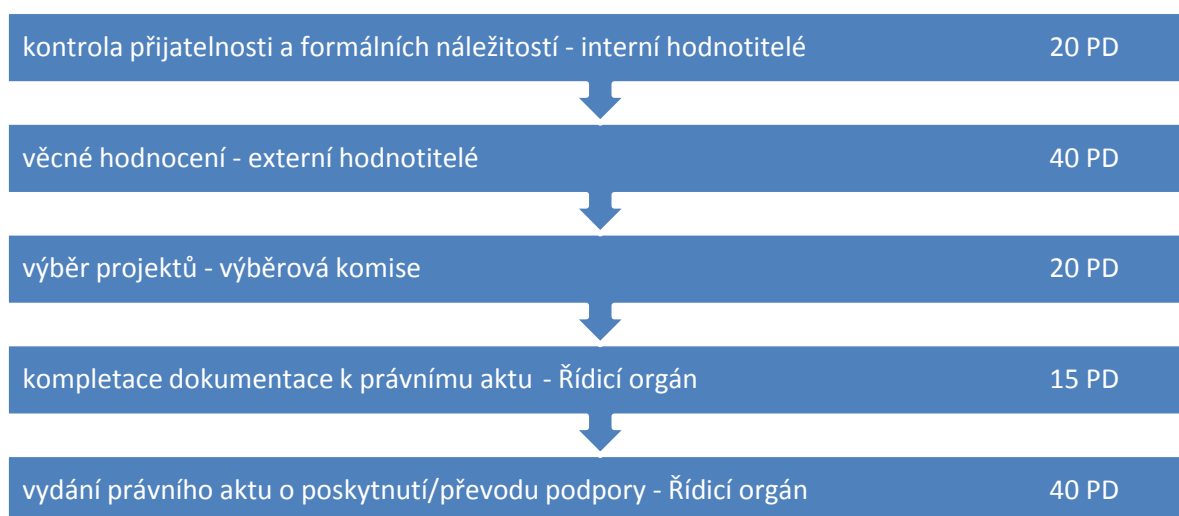 kontrola přijatelnosti a formálních náležitostí - interní hodnotitelé 20 PD
věcné hodnocení - externí hodnotitelé 40 PD
výběr projektů - výběrová komise 20 PD
kompletace dokumentace k právnímu aktu - Řídicí orgán 15 PD
vydání právního aktu o poskytnutí/převodu podpory - Řídicí orgán 40 PD